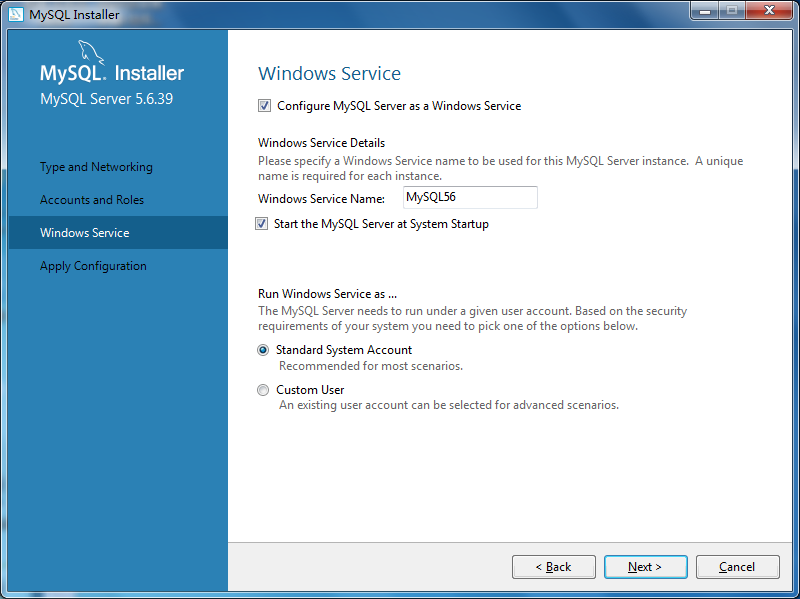 MySQL Installer
MySQL. Installer
MySQL Server 5.6.39
Type and Networking
Accounts and Roles
Windows Service
Apply Configuration
Windows Service
Configure MySQL Server as a Windows Service
Windows Service Details
Please specify a Windows Service name to be used for this MySQL Server instance. A unique
name is required for each instance.
Windows Service Name: MySQL56
Start the MySQL Server at System Startup
Run Windows Service as ...
The MySQL Server needs to run under a given user account. Based on the security
requirements of your system you need to pick one of the options below.
Standard System Account
Recommended for most scenarios.
Custom User
An existing user account can be selected for advanced scenarios.
< Back Next > Cancel